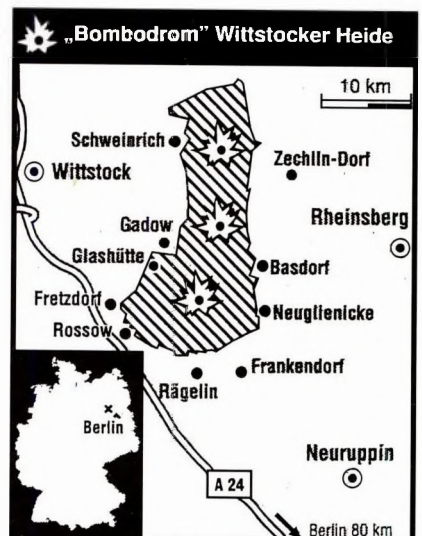 „Bombodrom” Wittstocker Heide
10 km
Schweinrich
Zechlin-Dorf
Wittstock
Rheinsberg
Gadow
Glashütte
Basdorf
Fretzdorf
Neuglienicke
Rossow
Frankendorf
Rägelin
Berlin
Neuruppin
A 24
Berlin 80 km